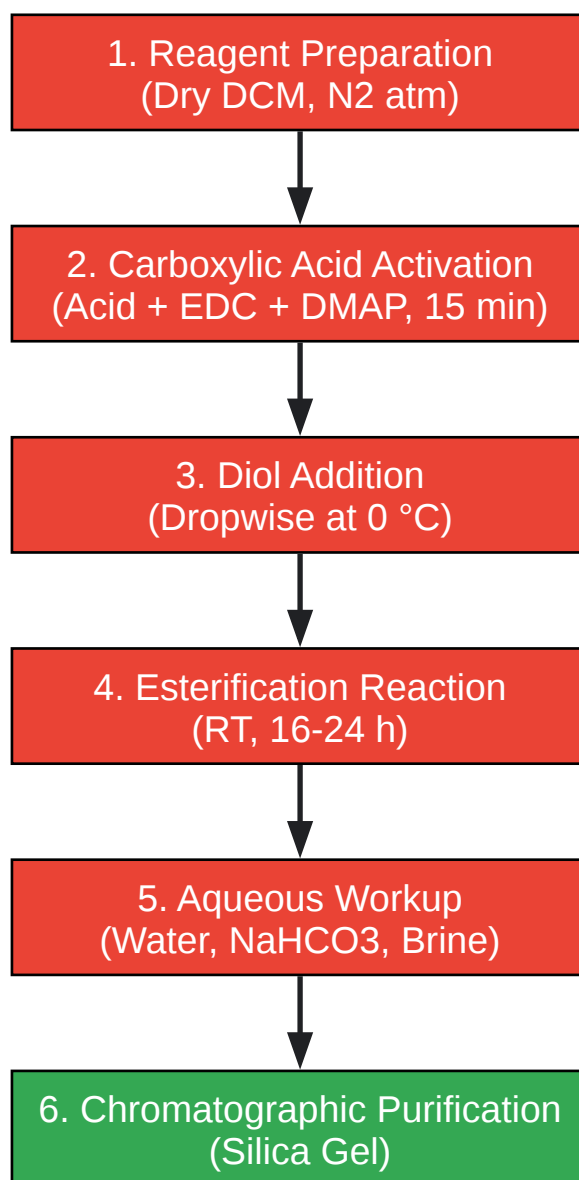 1. Reagent Preparation
(Dry DCM, N2 atm)
2. Carboxylic Acid Activation
(Acid + EDC + DMAP, 15 min)
3. Diol Addition
(Dropwise at 0 °C)
4. Esterification Reaction
(RT, 16-24 h)
5. Aqueous Workup
(Water, NaHCO3, Brine)
6. Chromatographic Purification
(Silica Gel)